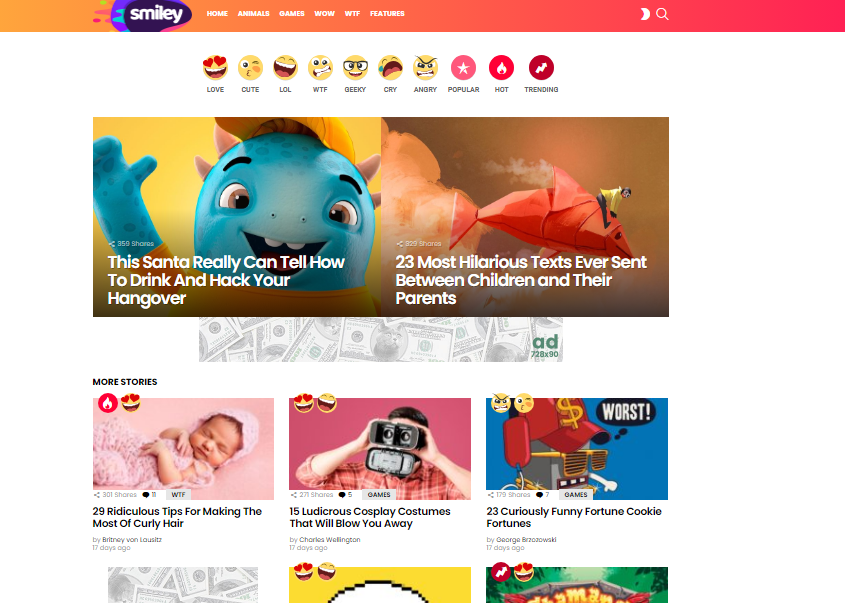 smiley
HOME ANIMALS GAMES WOW WTF FEATURES
LOVE CUTE LOL WTF GEEKY CRY ANGRY POPULAR HOT TRENDING
359 Shares
This Santa Really Can Tell How
To Drink And Hack Your
Hangover
329 Shares
23 Most Hilarious Texts Ever Sent
Between Children and Their
Parents
ad
728x90
MORE STORIES
301 Shares 11 WTF
29 Ridiculous Tips For Making The
Most Of Curly Hair
by Britney von Lausitz
17 days ago
271 Shares 5 GAMES
15 Ludicrous Cosplay Costumes
That Will Blow You Away
by Charles Wellington
17 days ago
WORST!
179 Shares 7 GAMES
23 Curiously Funny Fortune Cookie
Fortunes
by George Brzozowski
17 days ago